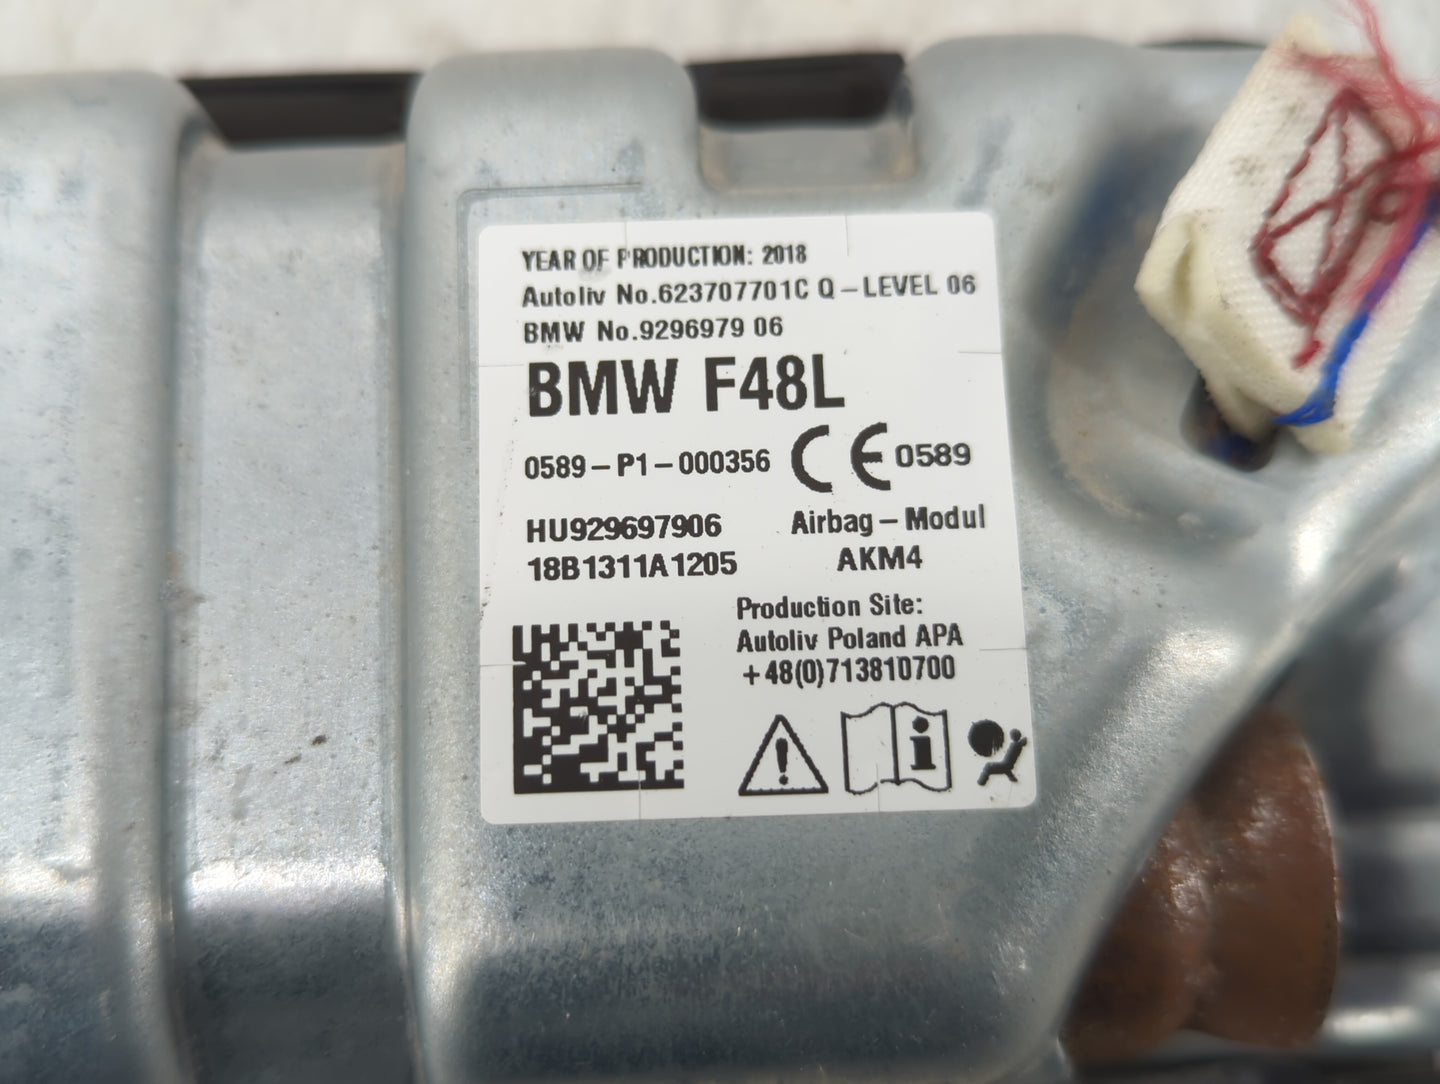 YEAR OF PRODUCTION: 2018
Autoliv No.623707701C Q-LEVEL 06
BMW No.9296979 06
BMW F48L
0589-P1-000356 CE 0589
HU929697906
18B1311A1205
Airbag-Modul
AKM4
Production Site:
Autoliv Poland APA
+48(0)713810700